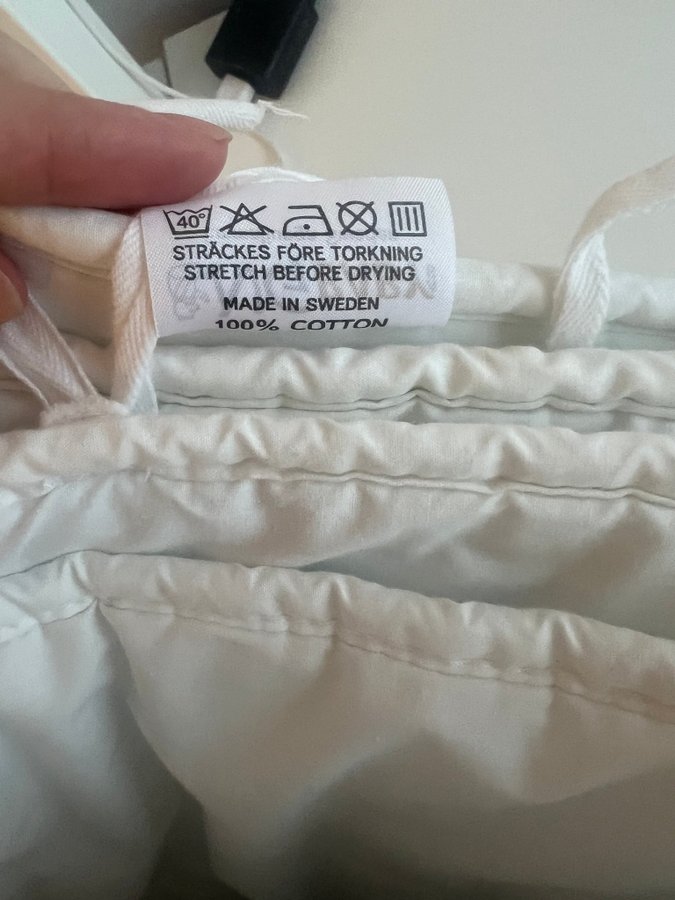 40°
STRÄCKES FÖRE TORKNING
STRETCH BEFORE DRYING
MADE IN SWEDEN
100% COTTON